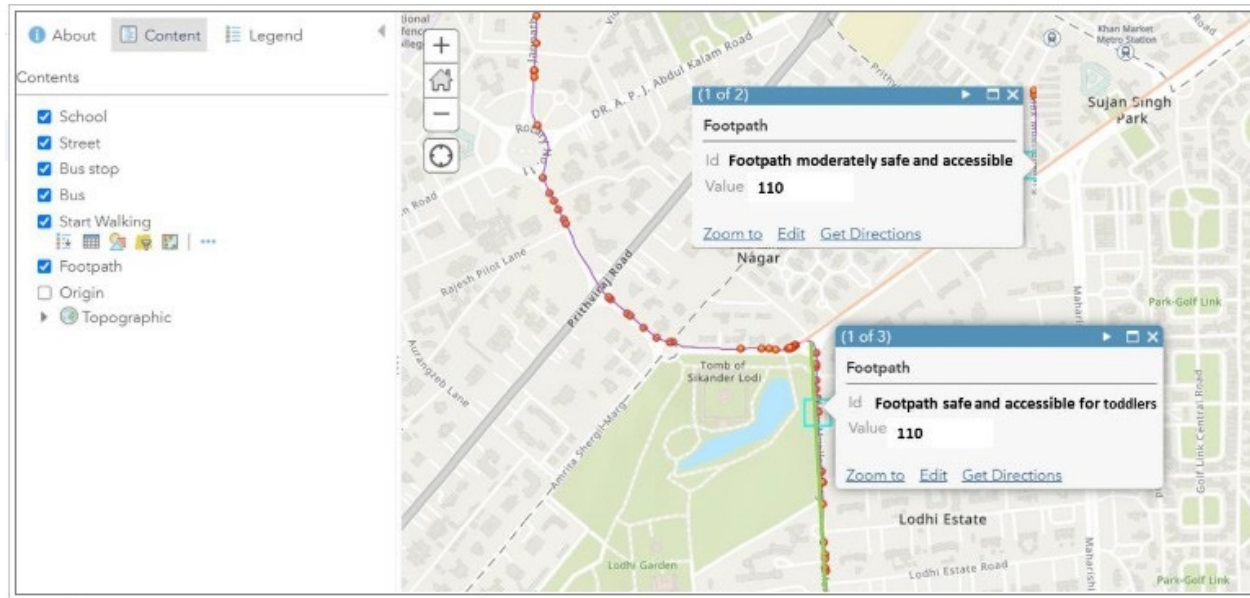 About Content Legend
Contents
School
Street
Bus stop
Bus
Start Walking
Footpath
Origin
Topographic
Janpath
DR. A. P. J. Abdul Kalam Road
Khan Market
Metro Station
Sujan Singh
Park
(1 of 2)
Footpath
Id Footpath moderately safe and accessible
Value 110
Zoom to Edit Get Directions
Nagar
Rajesh Pilot Lane
Prithviraj Road
Aurangzeb Lane
Amrita Shergil Marg
Tomb of
Sikander Lodi
Park-Golf Link
(1 of 3)
Footpath
Id Footpath safe and accessible for toddlers
Value 110
Zoom to Edit Get Directions
Golf Link Central Road
Lodhi Estate
Lodhi Garden
Lodhi Estate Road
Maharishi
Park-Golf Link